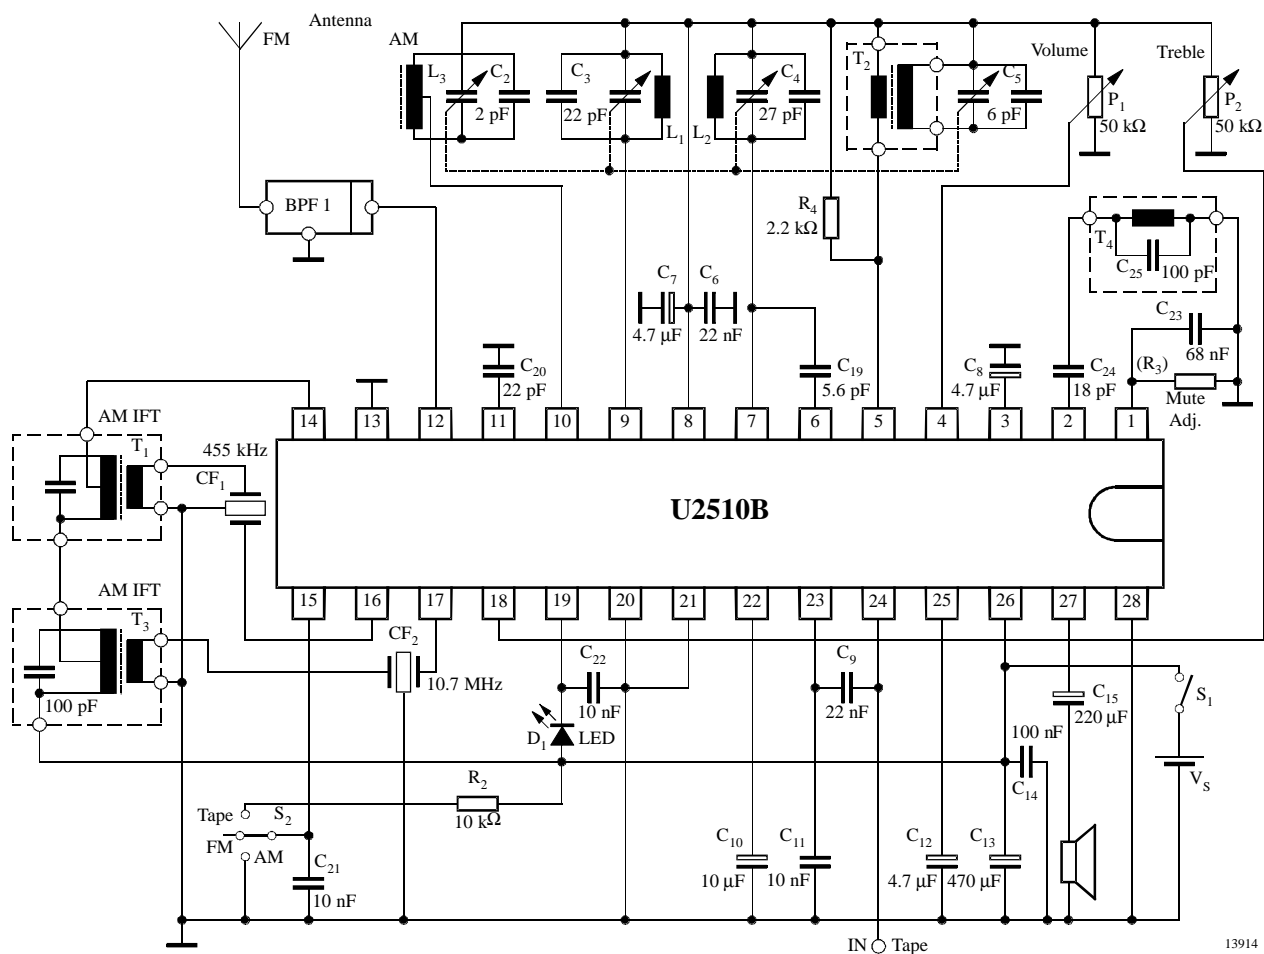 Antenna
FM
AM
Volume
Treble
L3
C2
C3
C4
T2
C5
P1
P2
2 pF
22 pF
L1
L2
27 pF
6 pF
50 kΩ
50 kΩ
BPF 1
R4
2.2 kΩ
T4
C25
100 pF
C7
C6
4.7 µF
22 nF
C23
68 nF
C20
22 pF
C19
5.6 pF
C8
4.7 µF
C24
18 pF
(R3)
Mute
Adj.
AM IFT
T1
455 kHz
CF1
14
13
12
11
10
9
8
7
6
5
4
3
2
1
U2510B
15
16
17
18
19
20
21
22
23
24
25
26
27
28
AM IFT
T3
100 pF
CF2
10.7 MHz
C22
10 nF
C9
22 nF
D1
LED
C15
220 µF
S1
100 nF
C14
VS
R2
10 kΩ
Tape
S2
FM
AM
C21
10 nF
C10
10 µF
C11
10 nF
C12
4.7 µF
C13
470 µF
IN
Tape
13914